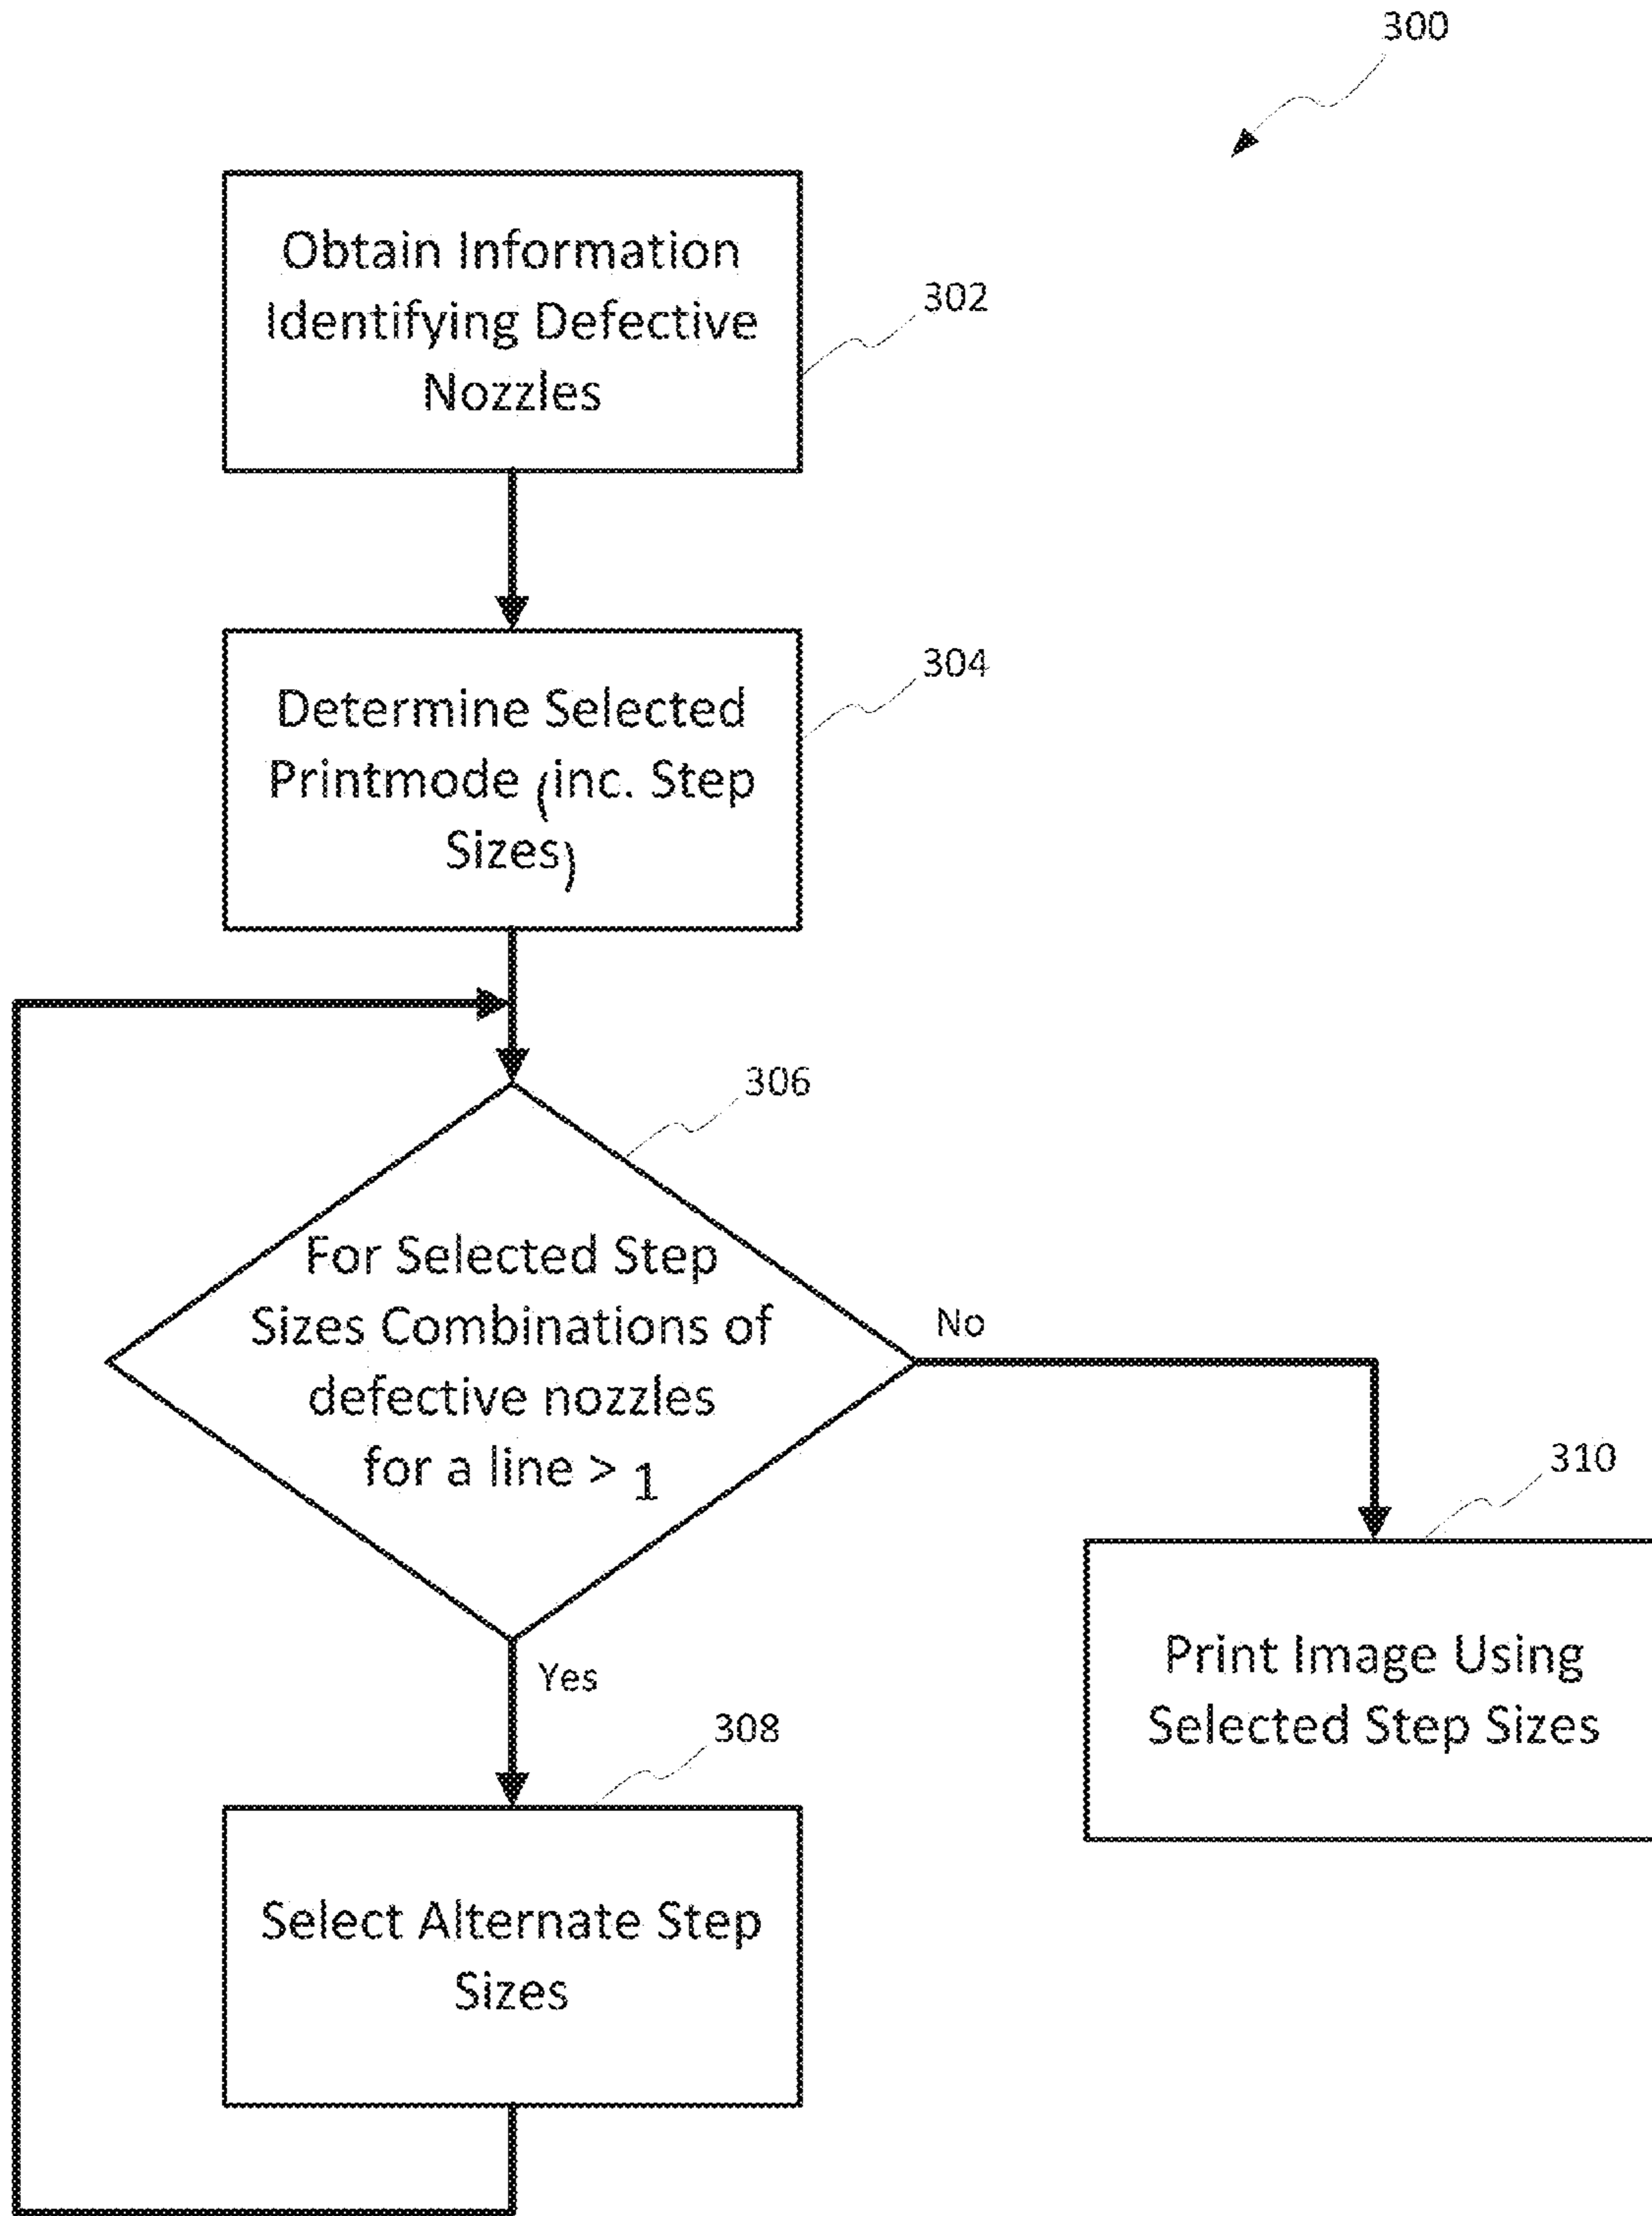 300
Obtain Information
Identifying Defective
Nozzles
302
Determine Selected
Printmode (inc. Step
Sizes)
304
306
For Selected Step
Sizes Combinations of
defective nozzles
for a line > 1
No
Yes
308
Select Alternate Step
Sizes
310
Print Image Using
Selected Step Sizes